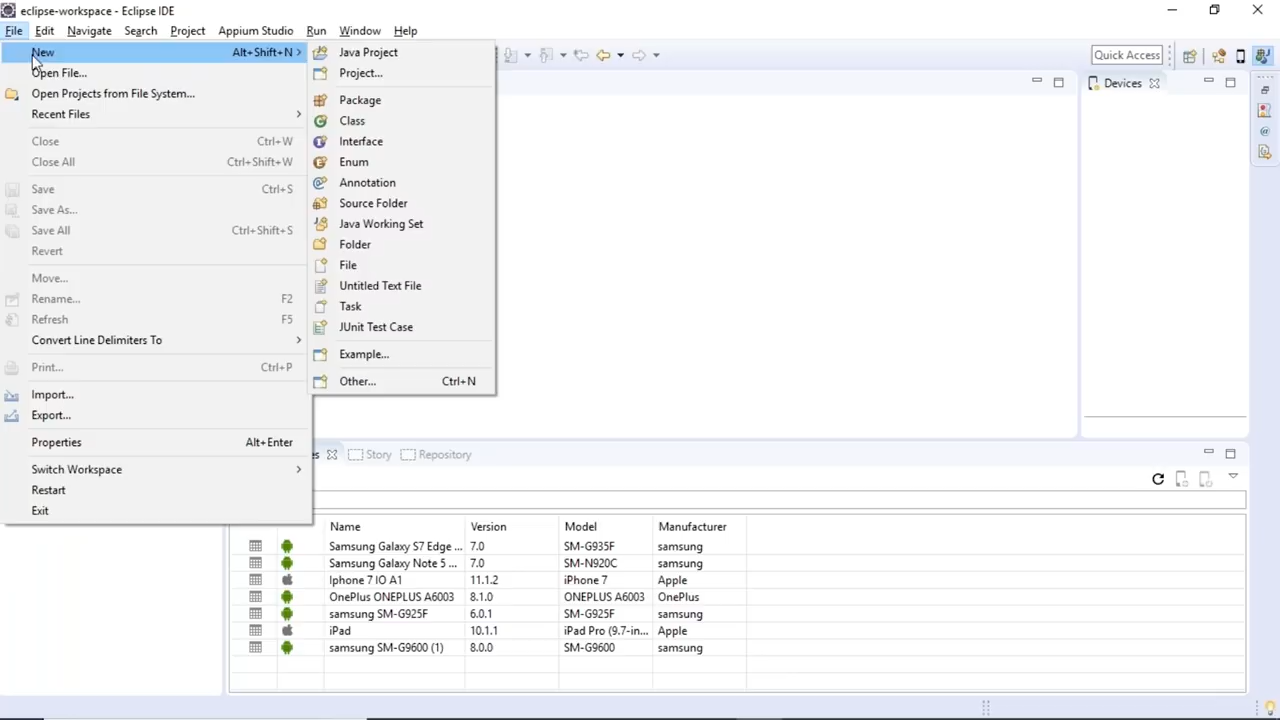 eclipse-workspace - Eclipse IDE
File Edit Navigate Search Project Appium Studio Run Window Help
New Alt+Shift+N
Open File...
Open Projects from File System...
Recent Files
Close Ctrl+W
Close All Ctrl+Shift+W
Save Ctrl+S
Save As...
Save All Ctrl+Shift+S
Revert
Move...
Rename... F2
Refresh F5
Convert Line Delimiters To
Print... Ctrl+P
Import...
Export...
Properties Alt+Enter
Switch Workspace
Restart
Exit
Java Project
Project...
Package
Class
Interface
Enum
Annotation
Source Folder
Java Working Set
Folder
File
Untitled Text File
Task
JUnit Test Case
Example...
Other... Ctrl+N
Quick Access
Devices
Story Repository
Name Version Model Manufacturer
Samsung Galaxy S7 Edge ... 7.0 SM-G935F samsung
Samsung Galaxy Note 5 ... 7.0 SM-N920C samsung
Iphone 7 IO A1 11.1.2 iPhone 7 Apple
OnePlus ONEPLUS A6003 8.1.0 ONEPLUS A6003 OnePlus
samsung SM-G925F 6.0.1 SM-G925F samsung
iPad 10.1.1 iPad Pro (9.7-in... Apple
samsung SM-G9600 (1) 8.0.0 SM-G9600 samsung